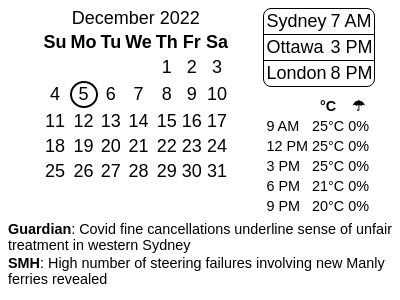 December 2022
Su Mo Tu We Th Fr Sa
1 2 3
4 5 6 7 8 9 10
11 12 13 14 15 16 17
18 19 20 21 22 23 24
25 26 27 28 29 30 31
Sydney 7 AM
Ottawa 3 PM
London 8 PM
°C ☂
9 AM 25°C 0%
12 PM 25°C 0%
3 PM 25°C 0%
6 PM 21°C 0%
9 PM 20°C 0%
Guardian: Covid fine cancellations underline sense of unfair
treatment in western Sydney
SMH: High number of steering failures involving new Manly
ferries revealed